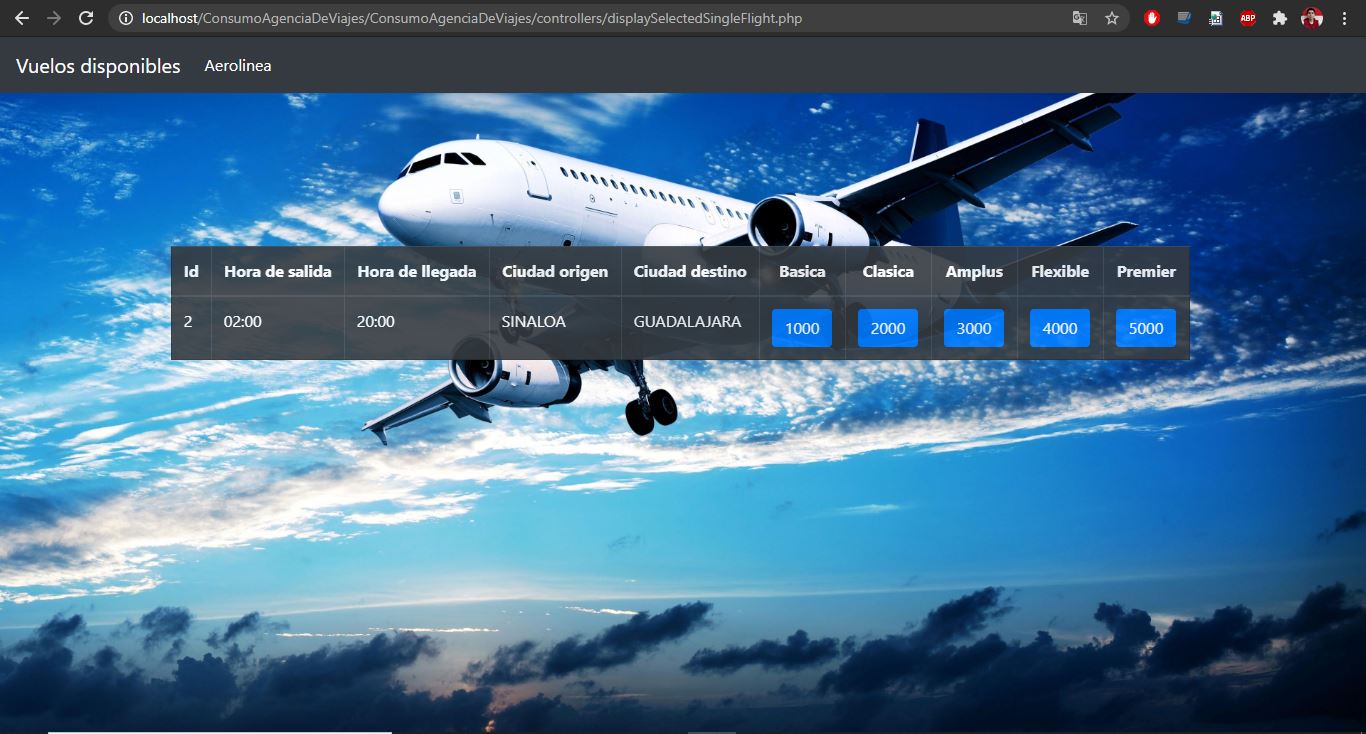 localhost/ConsumoAgenciaDeViajes/ConsumoAgenciaDeViajes/controllers/displaySelectedSingleFlight.php
ABP
Vuelos disponibles Aerolinea
Id Hora de salida Hora de llegada Ciudad origen Ciudad destino Basica Clasica Amplus Flexible Premier
2 02:00 20:00 SINALOA GUADALAJARA 1000 2000 3000 4000 5000